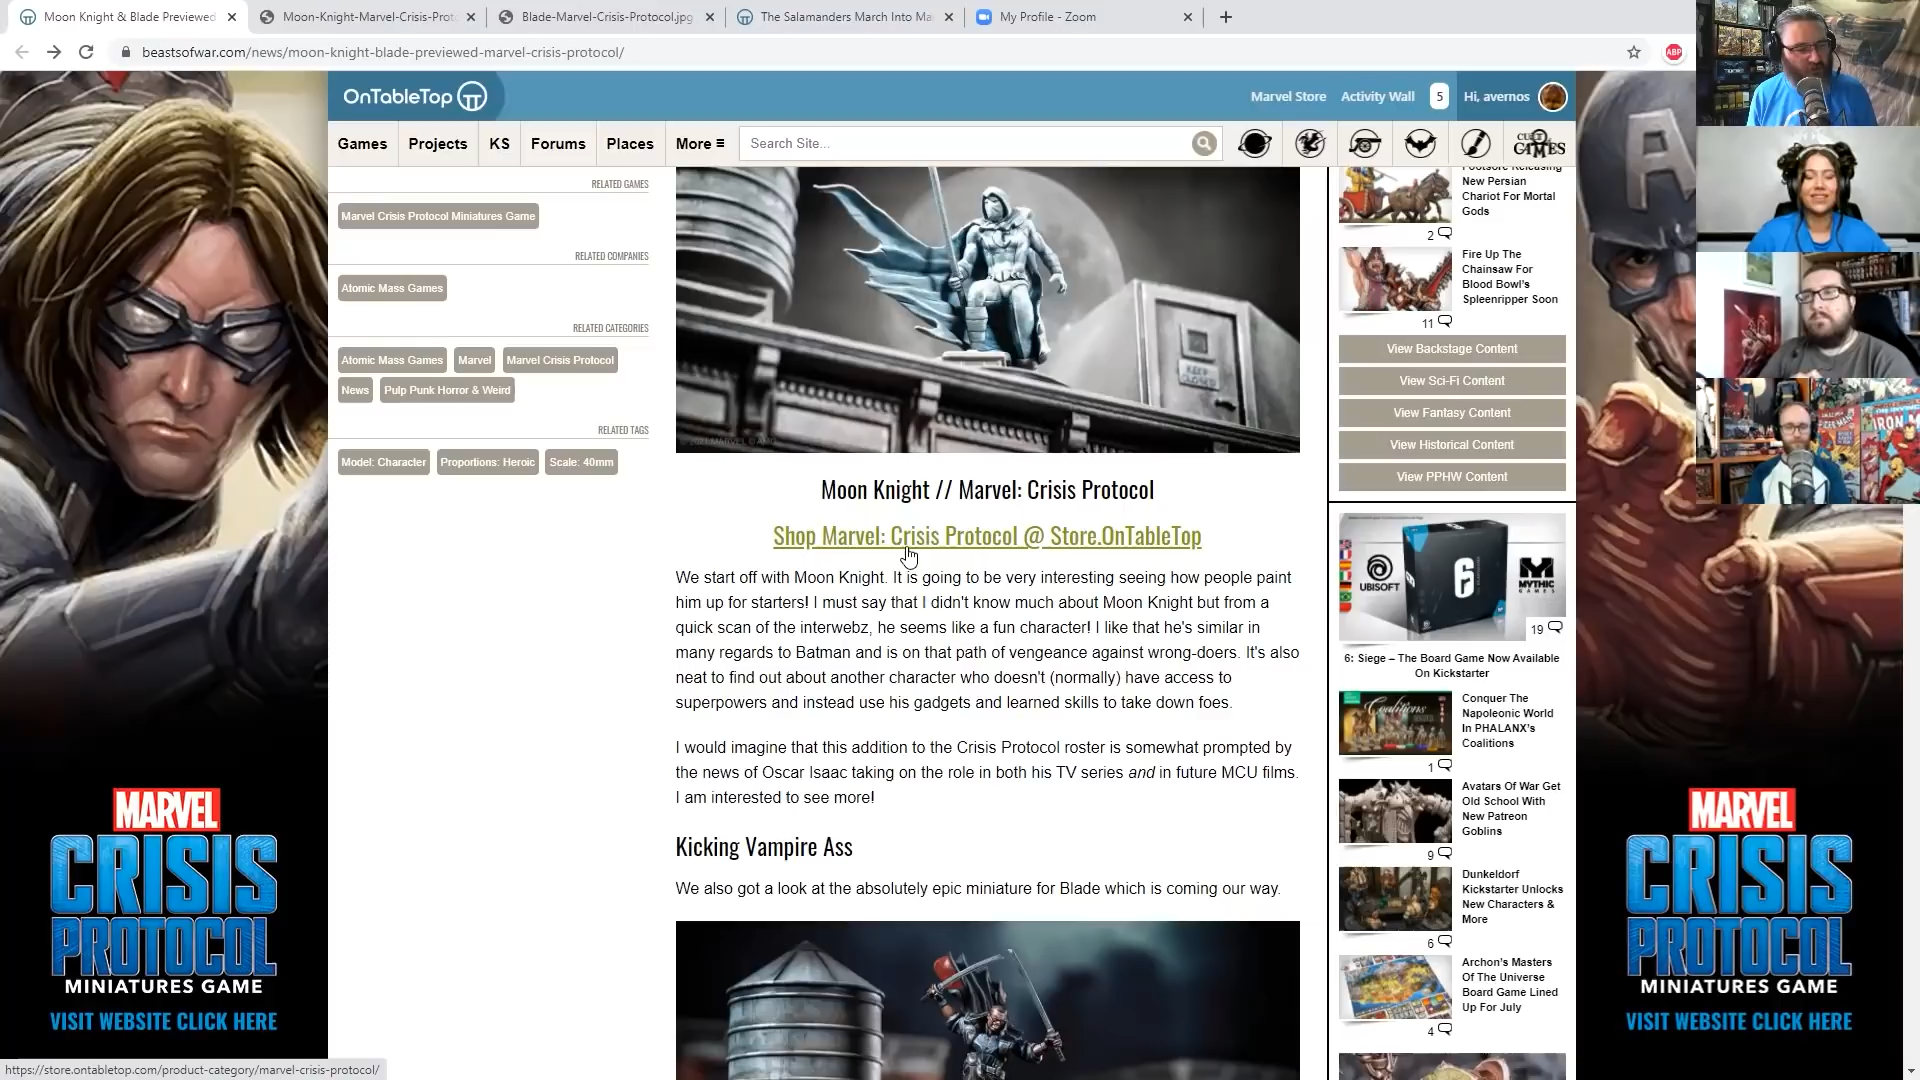 Moon Knight & Blade Previewed
Moon-Knight-Marvel-Crisis-Prot
Blade-Marvel-Crisis-Protocol.jpg
The Salamanders March Into Ma
My Profile - Zoom
beastsofwar.com/news/moon-knight-blade-previewed-marvel-crisis-protocol/
ABP
OnTableTop
Marvel Store
Activity Wall
5
Hi, avernos
Games
Projects
KS
Forums
Places
More
Search Site...
CULT OF GAMES
RELATED GAMES
Marvel Crisis Protocol Miniatures Game
RELATED COMPANIES
Atomic Mass Games
RELATED CATEGORIES
Atomic Mass Games
Marvel
Marvel Crisis Protocol
News
Pulp Punk Horror & Weird
RELATED TAGS
Model: Character
Proportions: Heroic
Scale: 40mm
KEEP CLOSED
Moon Knight // Marvel: Crisis Protocol
Shop Marvel: Crisis Protocol @ Store.OnTableTop
We start off with Moon Knight. It is going to be very interesting seeing how people paint
him up for starters! I must say that I didn't know much about Moon Knight but from a
quick scan of the interwebz, he seems like a fun character! I like that he's similar in
many regards to Batman and is on that path of vengeance against wrong-doers. It's also
neat to find out about another character who doesn't (normally) have access to
superpowers and instead use his gadgets and learned skills to take down foes.
I would imagine that this addition to the Crisis Protocol roster is somewhat prompted by
the news of Oscar Isaac taking on the role in both his TV series and in future MCU films.
I am interested to see more!
Kicking Vampire Ass
We also got a look at the absolutely epic miniature for Blade which is coming our way.
Footsore Releasing
New Persian
Chariot For Mortal
Gods
2
Fire Up The
Chainsaw For
Blood Bowl's
Spleenripper Soon
11
View Backstage Content
View Sci-Fi Content
View Fantasy Content
View Historical Content
View PPHW Content
UBISOFT
6
MYTHIC
GAMES
19
6: Siege – The Board Game Now Available
On Kickstarter
Coalitions
Conquer The
Napoleonic World
In PHALANX's
Coalitions
1
Avatars Of War Get
Old School With
New Patreon
Goblins
9
Dunkeldorf
Kickstarter Unlocks
New Characters &
More
6
Archon's Masters
Of The Universe
Board Game Lined
Up For July
4
MARVEL
CRISIS
PROTOCOL
MINIATURES GAME
VISIT WEBSITE CLICK HERE
MARVEL
CRISIS
PROTOCOL
MINIATURES GAME
VISIT WEBSITE CLICK HERE
IRON M
https://store.ontabletop.com/product-category/marvel-crisis-protocol/